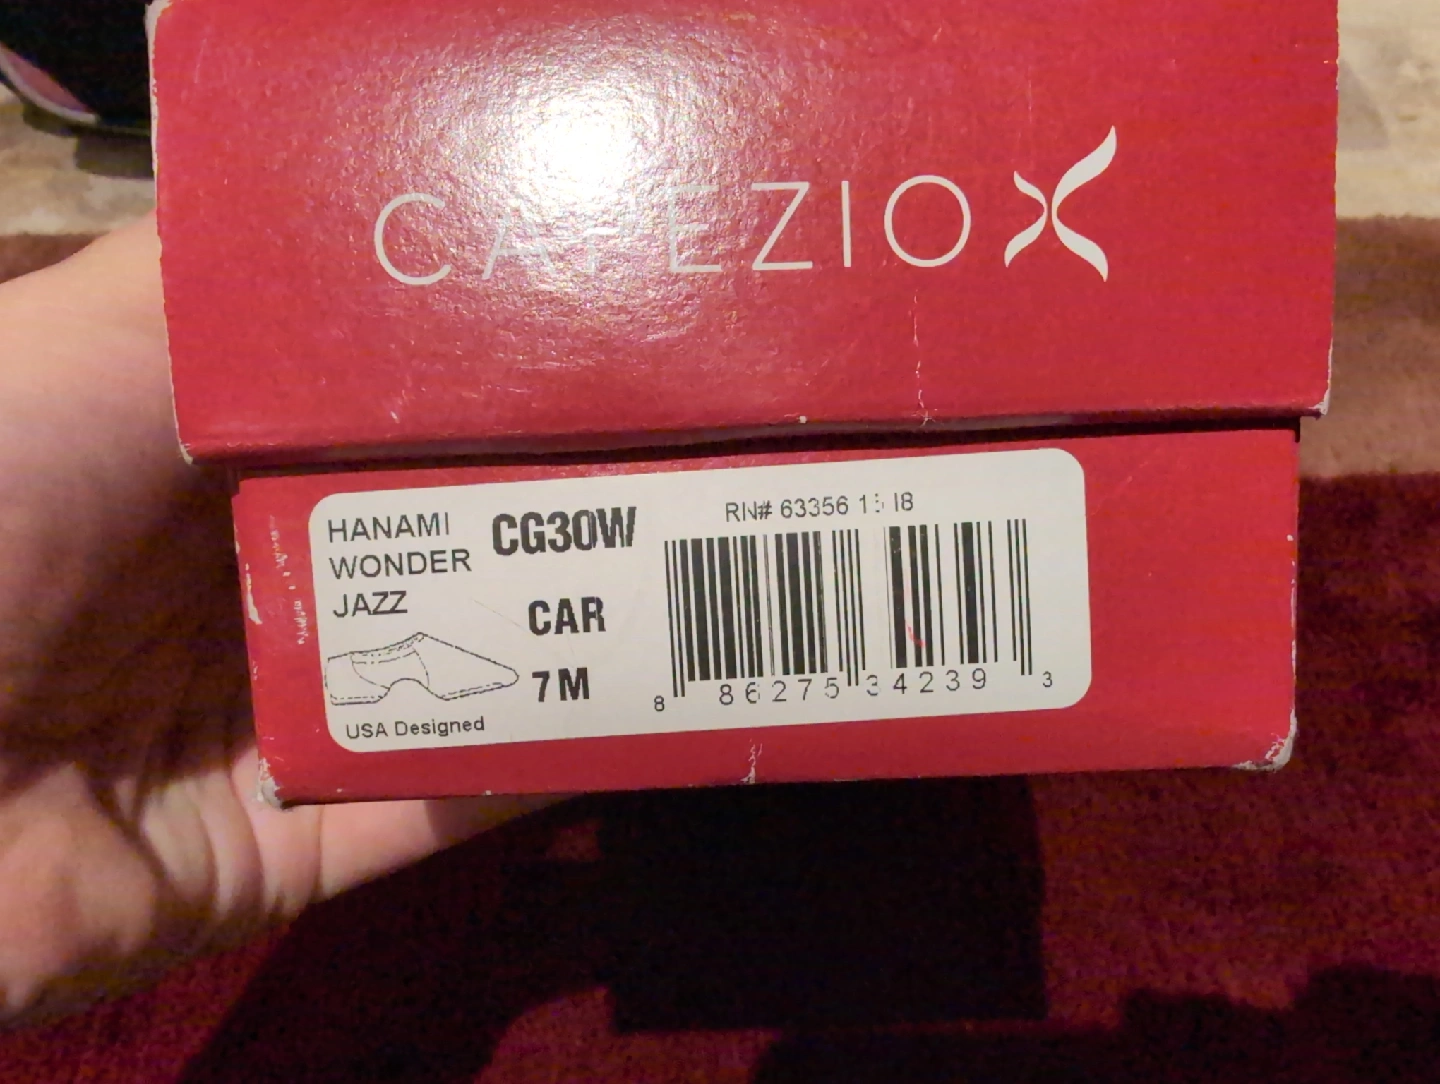 CAPEZIO
HANAMI
WONDER
JAZZ
CG30W
CAR
7M
USA Designed
RN# 63356
8 86275 34239 3